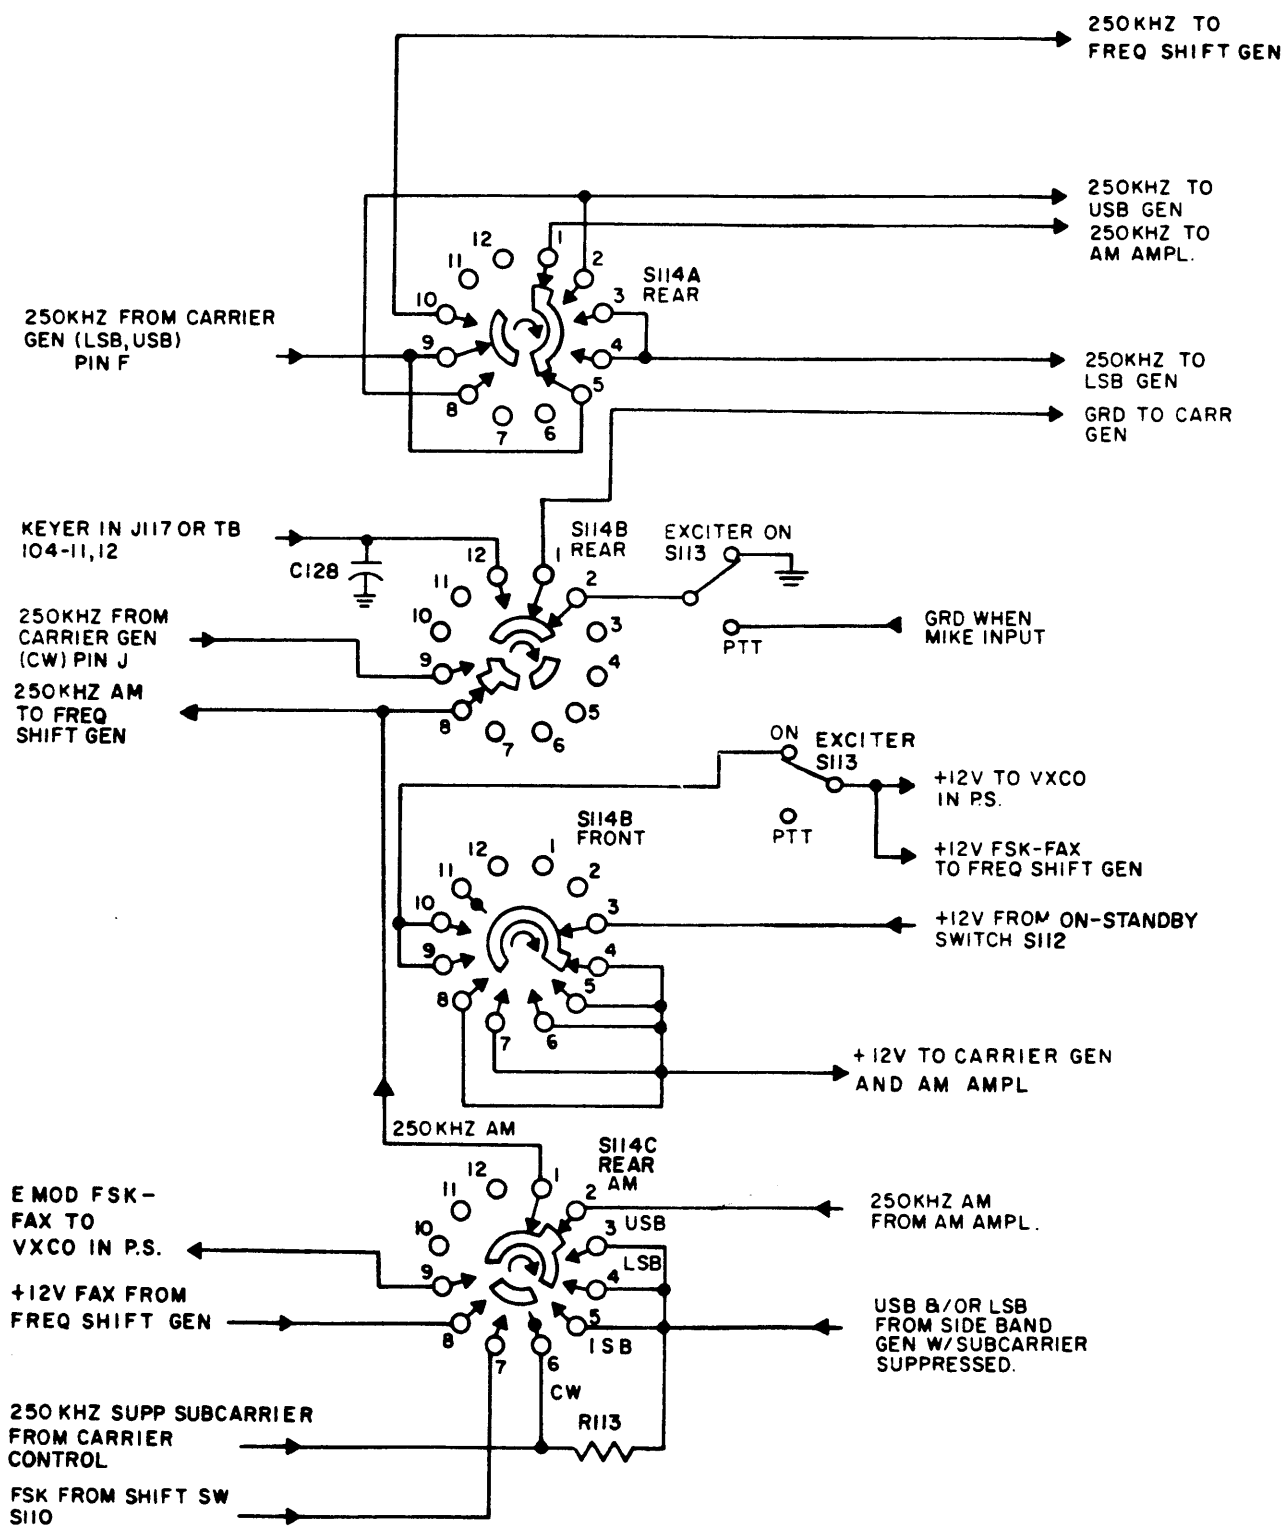 250KHZ TO
FREQ SHIFT GEN
250KHZ TO
USB GEN
250KHZ TO
AM AMPL.
S114A
REAR
12
1
2
11
3
10
4
9
5
8
7
6
250KHZ FROM CARRIER
GEN (LSB,USB)
PIN F
250KHZ TO
LSB GEN
GRD TO CARR
GEN
KEYER IN J117 OR TB
104-11,12
C128
S114B
REAR
EXCITER ON
S113
12
1
2
11
3
10
4
9
5
8
7
6
PTT
GRD WHEN
MIKE INPUT
250KHZ FROM
CARRIER GEN
(CW) PIN J
250KHZ AM
TO FREQ
SHIFT GEN
ON
EXCITER
S113
PTT
+12V TO VXCO
IN P.S.
+12V FSK-FAX
TO FREQ SHIFT GEN
S114B
FRONT
12
1
2
11
3
10
4
9
5
8
7
6
+12V FROM ON-STANDBY
SWITCH S112
+12V TO CARRIER GEN
AND AM AMPL
250KHZ AM
S114C
REAR
AM
12
1
2
11
USB
3
10
LSB
4
9
5
ISB
8
7
6
CW
E MOD FSK-
FAX TO
VXCO IN P.S.
+12V FAX FROM
FREQ SHIFT GEN
250KHZ AM
FROM AM AMPL.
USB &/OR LSB
FROM SIDE BAND
GEN W/SUBCARRIER
SUPPRESSED.
R113
250 KHZ SUPP SUBCARRIER
FROM CARRIER
CONTROL
FSK FROM SHIFT SW
S110